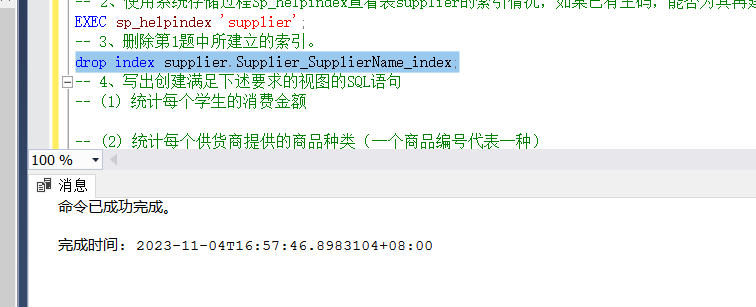 -- 2、使用系统存储过程Sp_helpindex查看表supplier的索引情况，如果已有主码，能否为其再建
EXEC sp_helpindex 'supplier';
-- 3、删除第1题中所建立的索引。
drop index supplier.Supplier_SupplierName_index;
-- 4、写出创建满足下述要求的视图的SQL语句
-- (1) 统计每个学生的消费金额
-- (2) 统计每个供货商提供的商品种类（一个商品编号代表一种）
100 %
消息
命令已成功完成。
完成时间: 2023-11-04T16:57:46.8983104+08:00